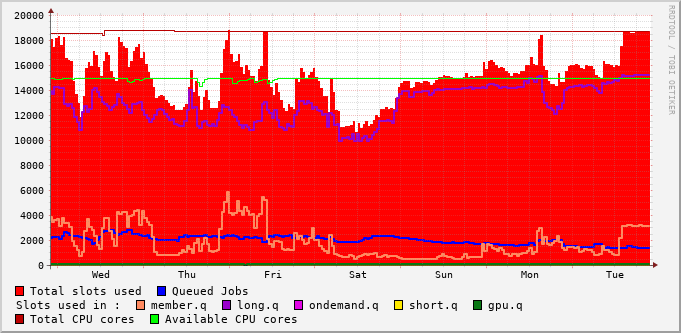 20000
18000
16000
14000
12000
10000
8000
6000
4000
2000
0
Wed Thu Fri Sat Sun Mon Tue
RRDTOOL / TOBI OETIKER
Total slots used Queued Jobs
Slots used in : member.q long.q ondemand.q short.q gpu.q
Total CPU cores Available CPU cores